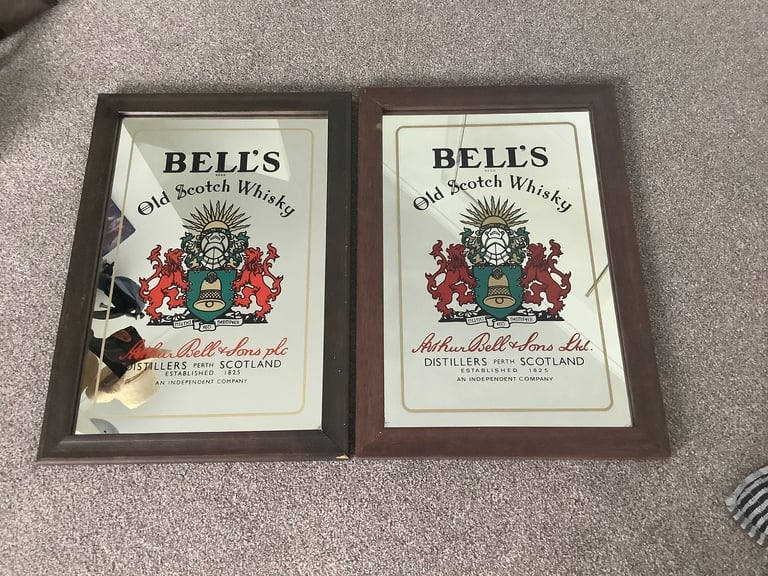 BELL'S
Old Scotch Whisky
Arthur Bell & Sons plc
DISTILLERS PERTH SCOTLAND
ESTABLISHED 1825
AN INDEPENDENT COMPANY
BELL'S
Old Scotch Whisky
Arthur Bell & Sons Ltd.
DISTILLERS PERTH SCOTLAND
ESTABLISHED 1825
AN INDEPENDENT COMPANY